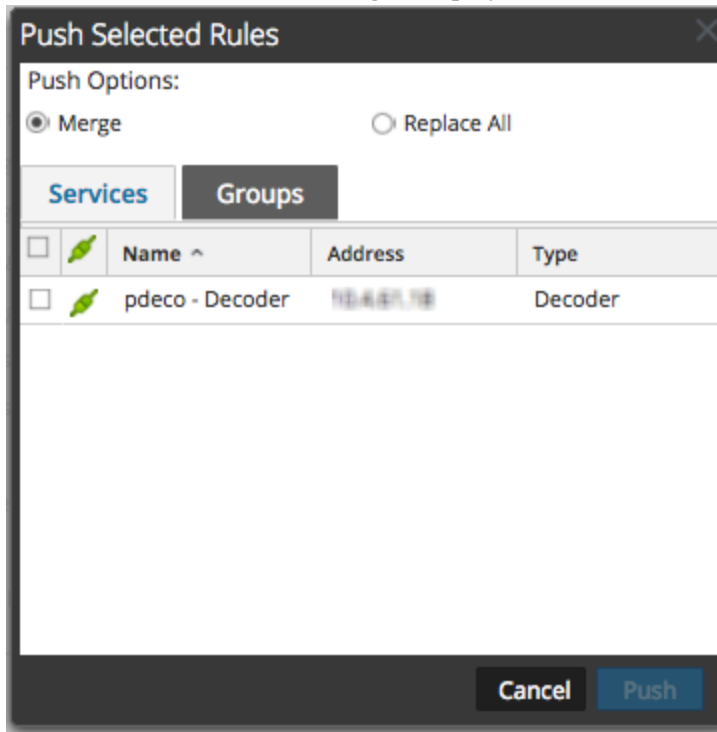 Push Selected Rules
Push Options:
Merge Replace All
Services Groups
Name Address Type
pdeco - Decoder Decoder
Cancel Push